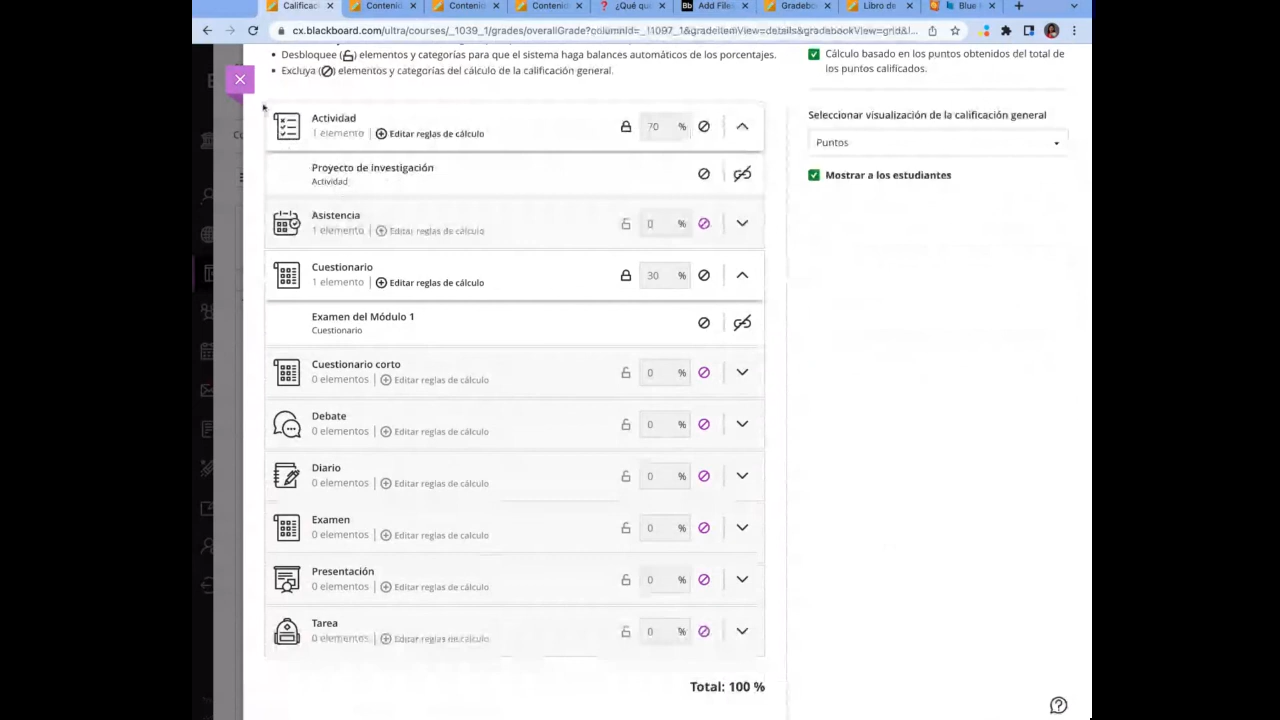 Calificac
Conteni
Conteni
Conteni
¿Qué qu
Bb Add Files
Gradeb
Libro de
Blue
cx.blackboard.com/ultra/courses/_1039_1/grades/overallGrade?columnId=_11097_1&gradeItemView=details&gradebookView=grid&l...
• Desbloquee ( ) elementos y categorías para que el sistema haga balances automáticos de los porcentajes.
• Excluya ( ) elementos y categorías del cálculo de la calificación general.
Cálculo basado en los puntos obtenidos del total de
los puntos calificados.
Seleccionar visualización de la calificación general
Puntos
Mostrar a los estudiantes
Actividad
1 elemento | Editar reglas de cálculo
70 %
Proyecto de investigación
Actividad
Asistencia
1 elemento | Editar reglas de cálculo
0 %
Cuestionario
1 elemento | Editar reglas de cálculo
30 %
Examen del Módulo 1
Cuestionario
Cuestionario corto
0 elementos | Editar reglas de cálculo
0 %
Debate
0 elementos | Editar reglas de cálculo
0 %
Diario
0 elementos | Editar reglas de cálculo
0 %
Examen
0 elementos | Editar reglas de cálculo
0 %
Presentación
0 elementos | Editar reglas de cálculo
0 %
Tarea
0 elementos | Editar reglas de cálculo
0 %
Total: 100 %